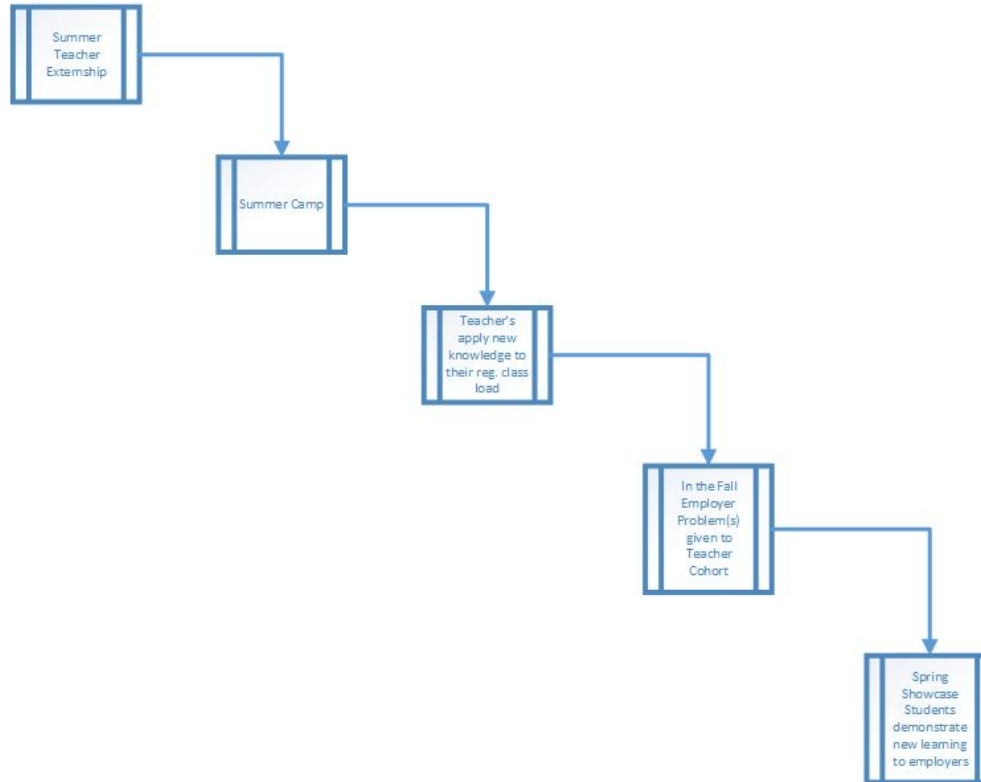 Summer
Teacher
Externship
Summer Camp
Teacher's
apply new
knowledge to
their reg. class
load
In the Fall
Employer
Problem(s)
given to
Teacher
Cohort
Spring
Showcase
Students
demonstrate
new learning
to employers